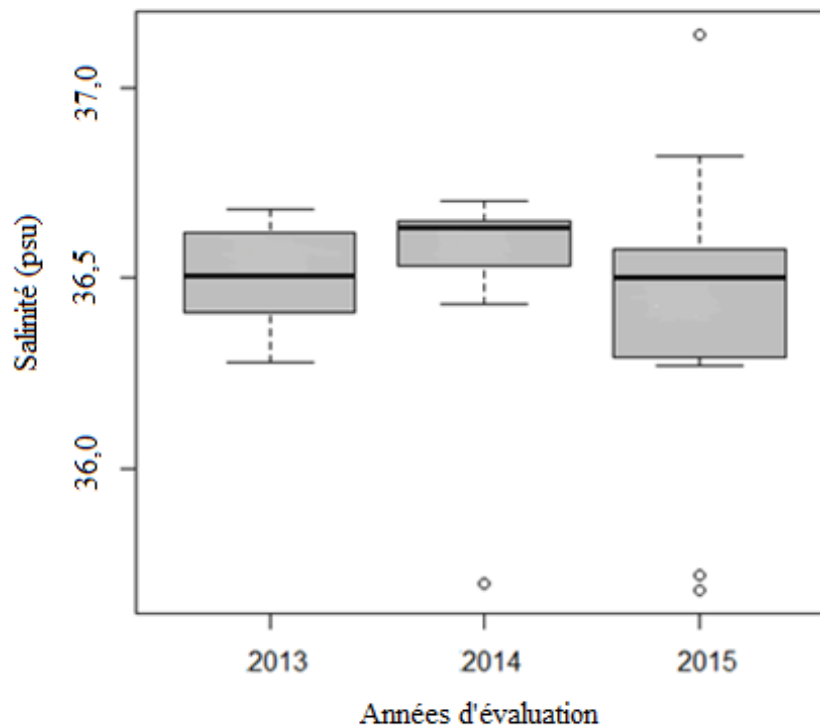 Salinité (psu)
37,0
36,5
36,0
2013 2014 2015
Années d'évaluation